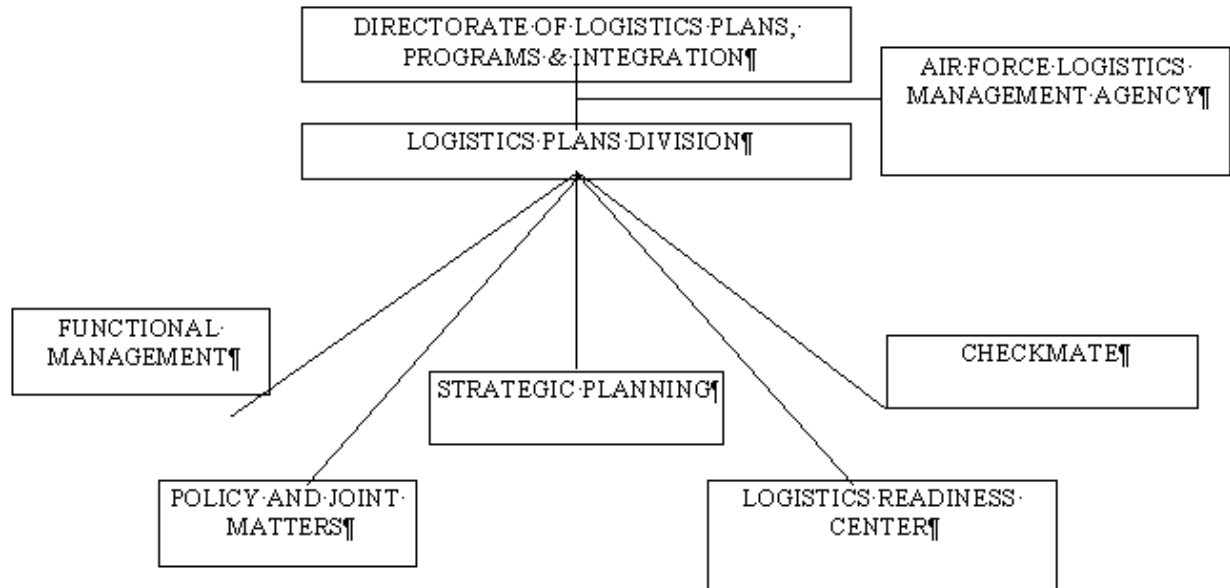 DIRECTORATE·OF·LOGISTICS·PLANS,·
PROGRAMS·&·INTEGRATION¶
AIR·FORCE·LOGISTICS·
MANAGEMENT·AGENCY¶
LOGISTICS·PLANS·DIVISION¶
FUNCTIONAL·
MANAGEMENT¶
STRATEGIC·PLANNING¶
CHECKMATE¶
POLICY·AND·JOINT·
MATTERS¶
LOGISTICS·READINESS·
CENTER¶